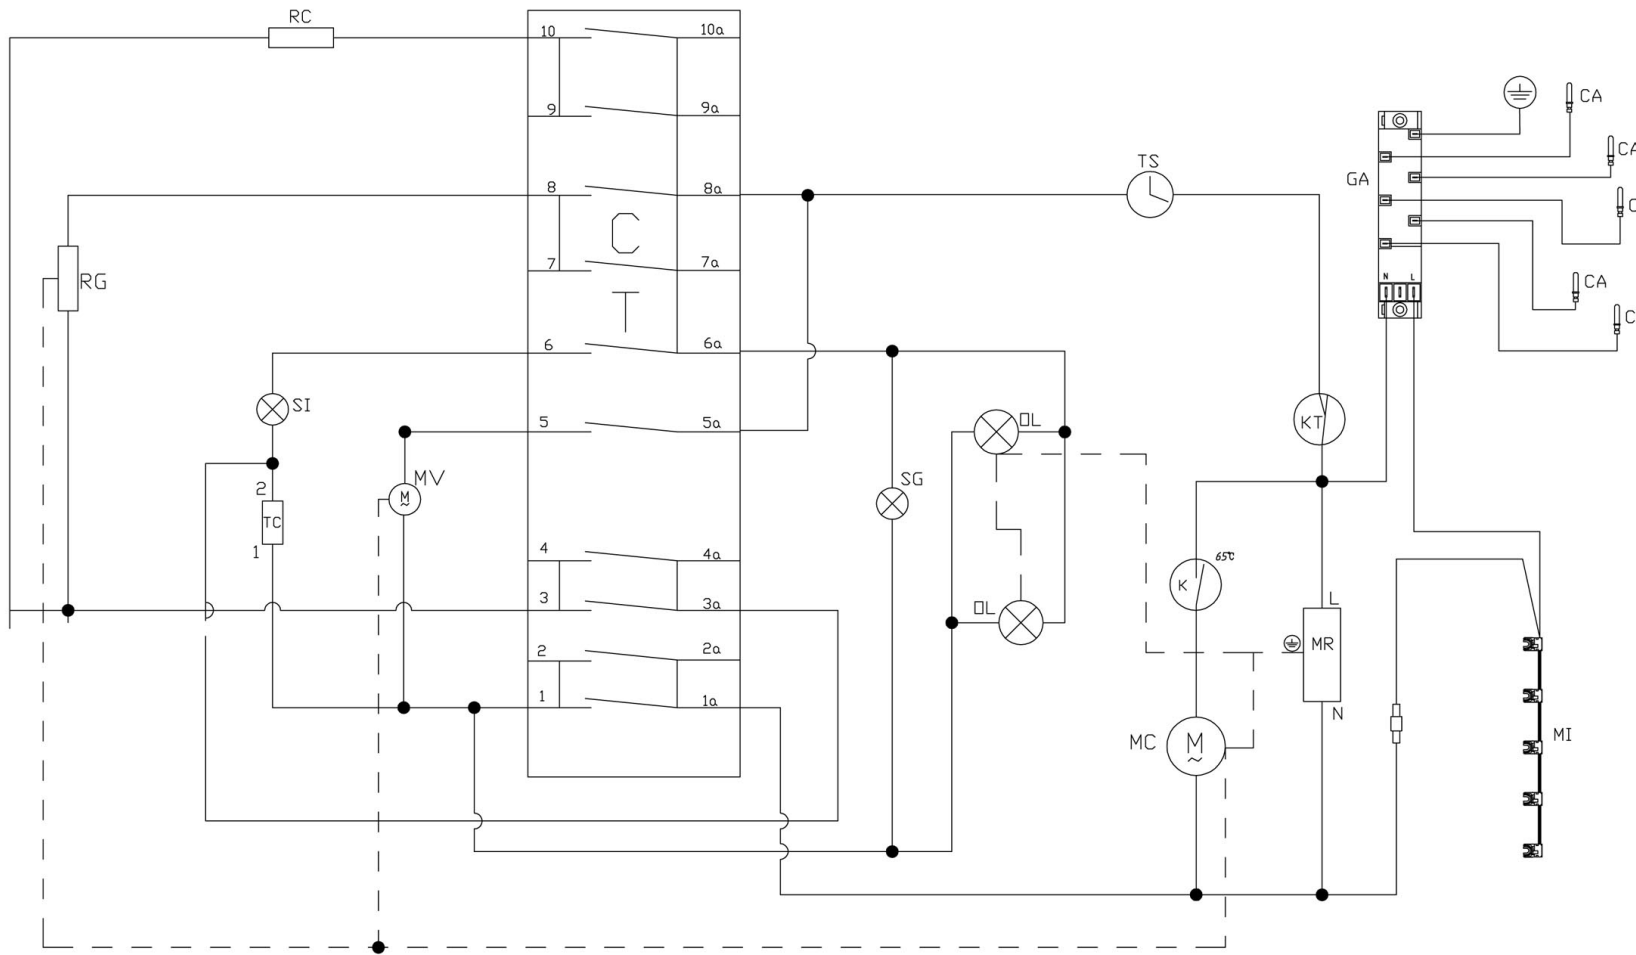 RC
10
10a
9
9a
CA
CA
TS
GA
8
8a
C
RG
7
7a
T
N
L
CA
C
6
6a
SI
5
5a
OL
KT
2
MV
M
~
SG
TC
1
4
4a
65℃
K
3
3a
OL
L
MR
2
2a
1
1a
N
MC
M
~
MI